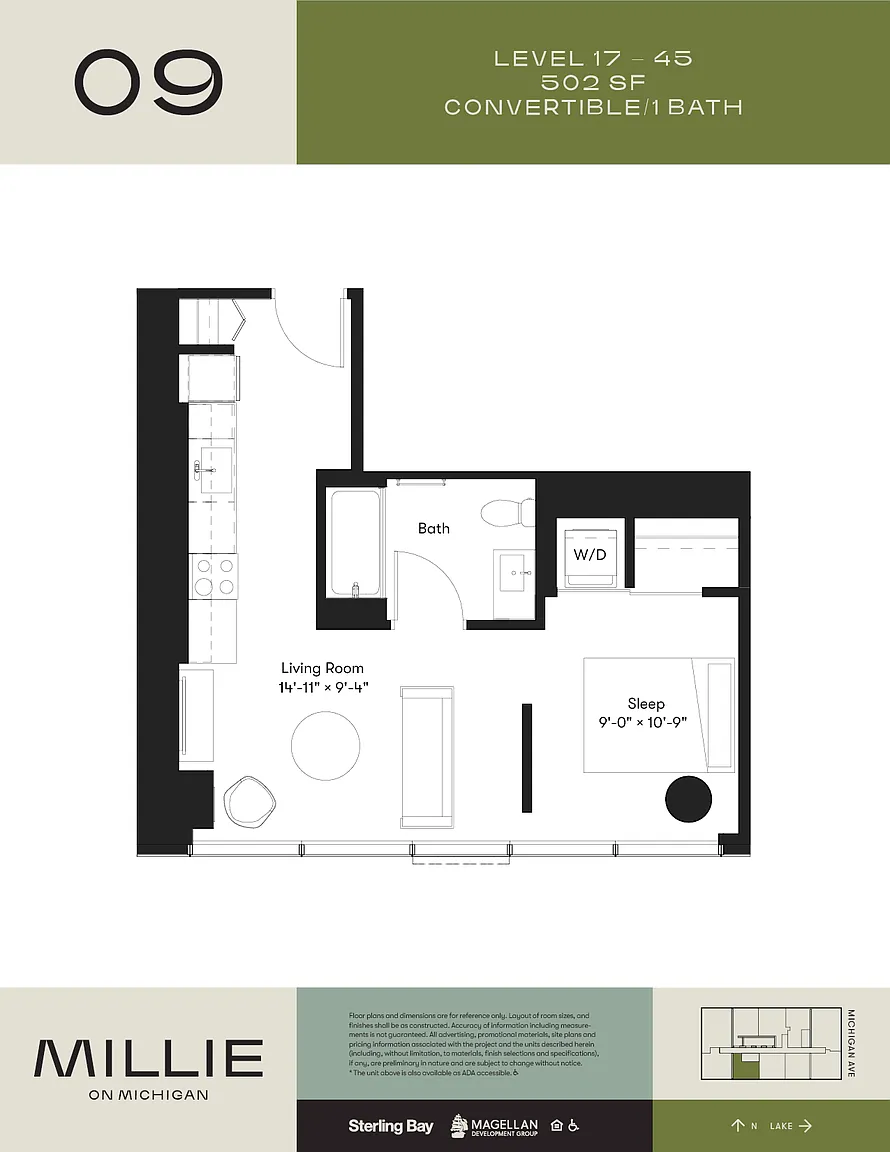 09
LEVEL 17 – 45
502 SF
CONVERTIBLE/1 BATH
Bath
W/D
Living Room
14'-11" × 9'-4"
Sleep
9'-0" × 10'-9"
MILLIE
ON MICHIGAN
Floor plans and dimensions are for reference only. Layout of room sizes, and
finishes shall be as constructed. Accuracy of information including measure-
ments is not guaranteed. All advertising, promotional materials, site plans and
pricing information associated with the project and the units described herein
(including, without limitation, to materials, finish selections and specifications),
if any, are preliminary in nature and are subject to change without notice.
* The unit above is also available as ADA accessible.
MICHIGAN AVE
Sterling Bay
MAGELLAN
DEVELOPMENT GROUP
N LAKE